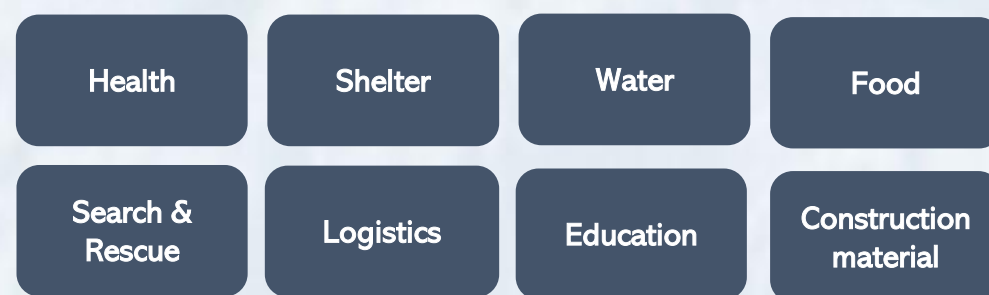 Health
Shelter
Water
Food
Search &
Rescue
Logistics
Education
Construction
material